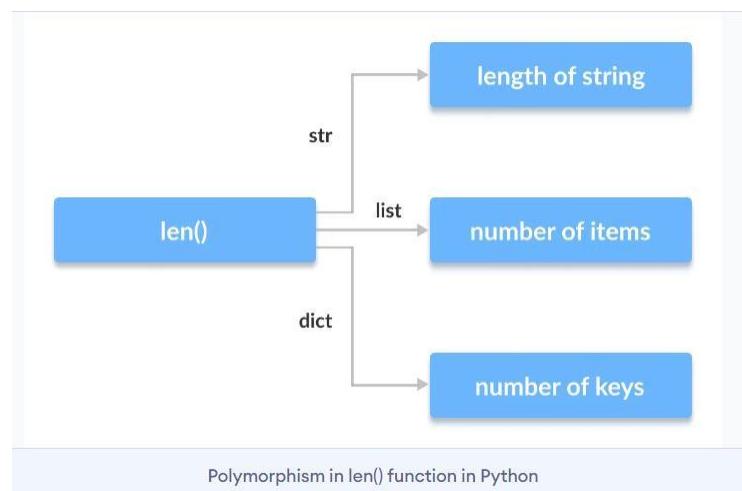 length of string
str
list
len()
number of items
dict
number of keys
Polymorphism in len() function in Python